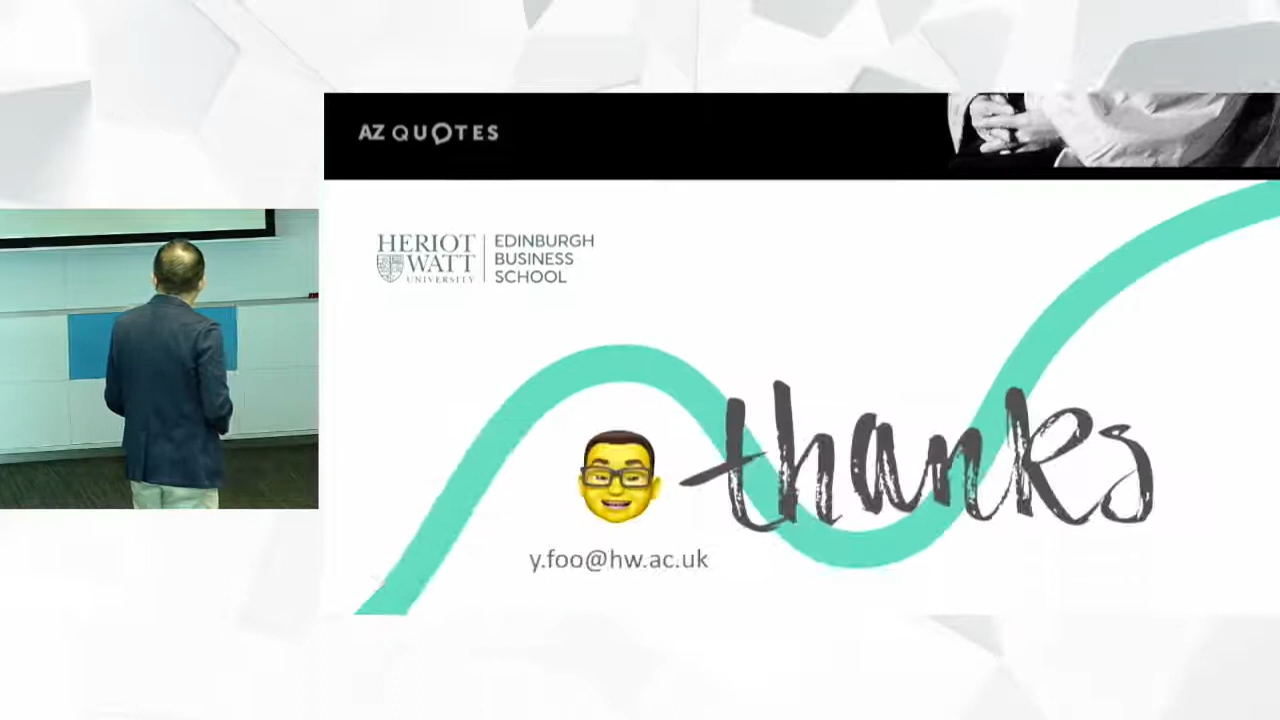 AZ QUOTES
HERIOT
WATT
UNIVERSITY
EDINBURGH
BUSINESS
SCHOOL
thanks
y.foo@hw.ac.uk